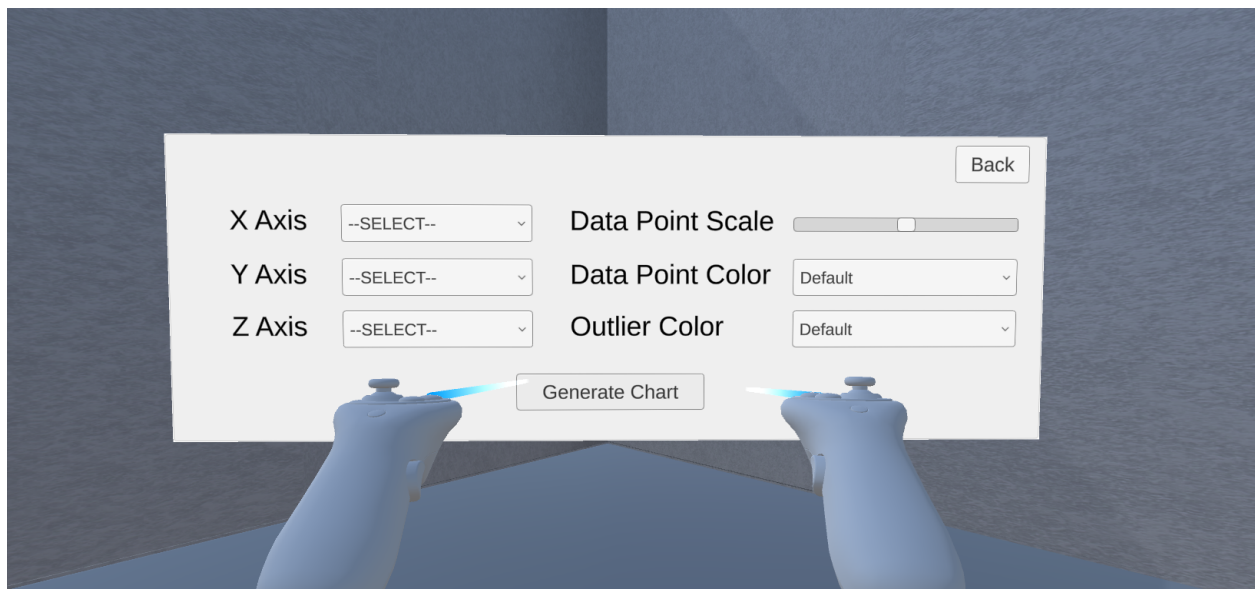 Back
X Axis --SELECT-- Data Point Scale
Y Axis --SELECT-- Data Point Color Default
Z Axis --SELECT-- Outlier Color Default
Generate Chart